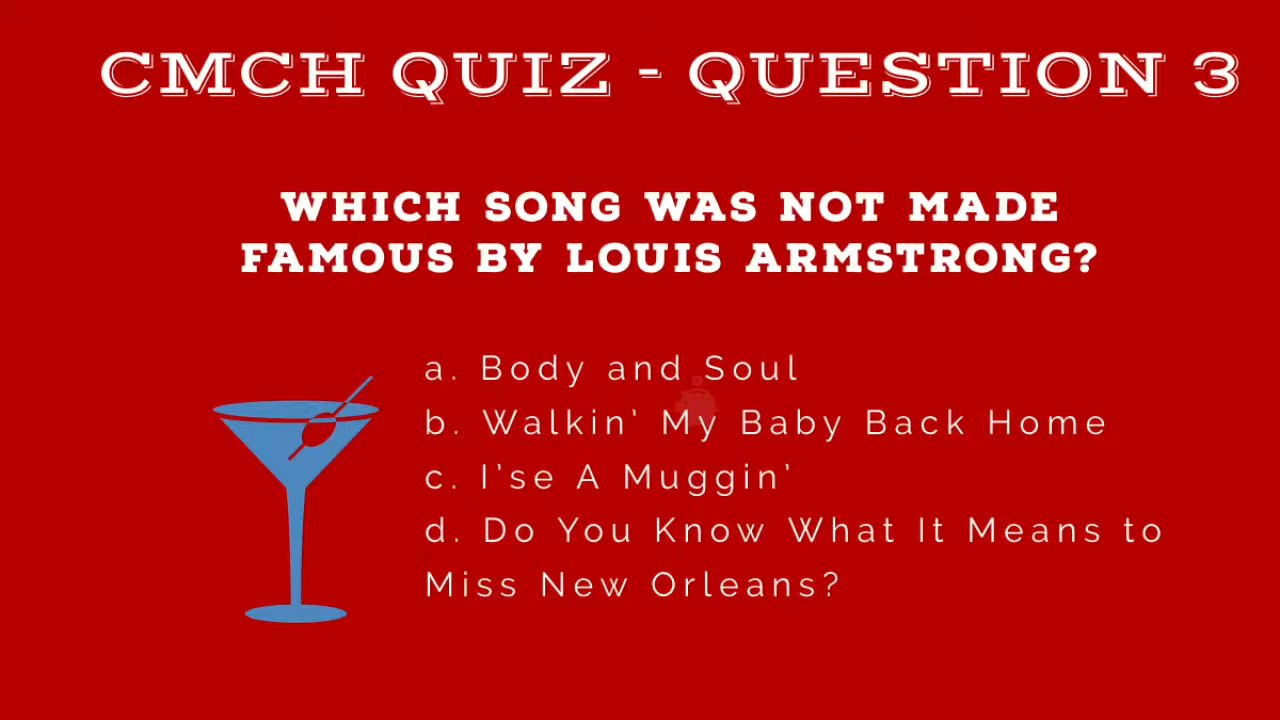 CMCH QUIZ - QUESTION 3
WHICH SONG WAS NOT MADE
FAMOUS BY LOUIS ARMSTRONG?
a. Body and Soul
b. Walkin' My Baby Back Home
c. I'se A Muggin'
d. Do You Know What It Means to
Miss New Orleans?